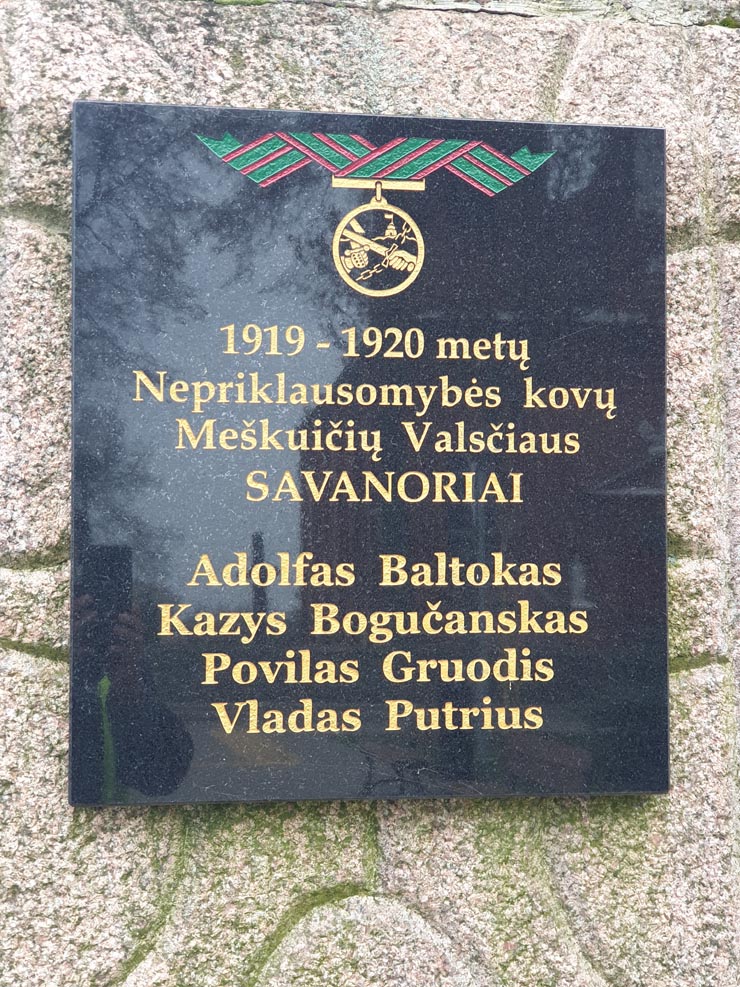 1919 - 1920 metų
Nepriklausomybės kovų
Meškuičių Valsčiaus
SAVANORIAI
Adolfas Baltokas
Kazys Bogučanskas
Povilas Gruodis
Vladas Putrius